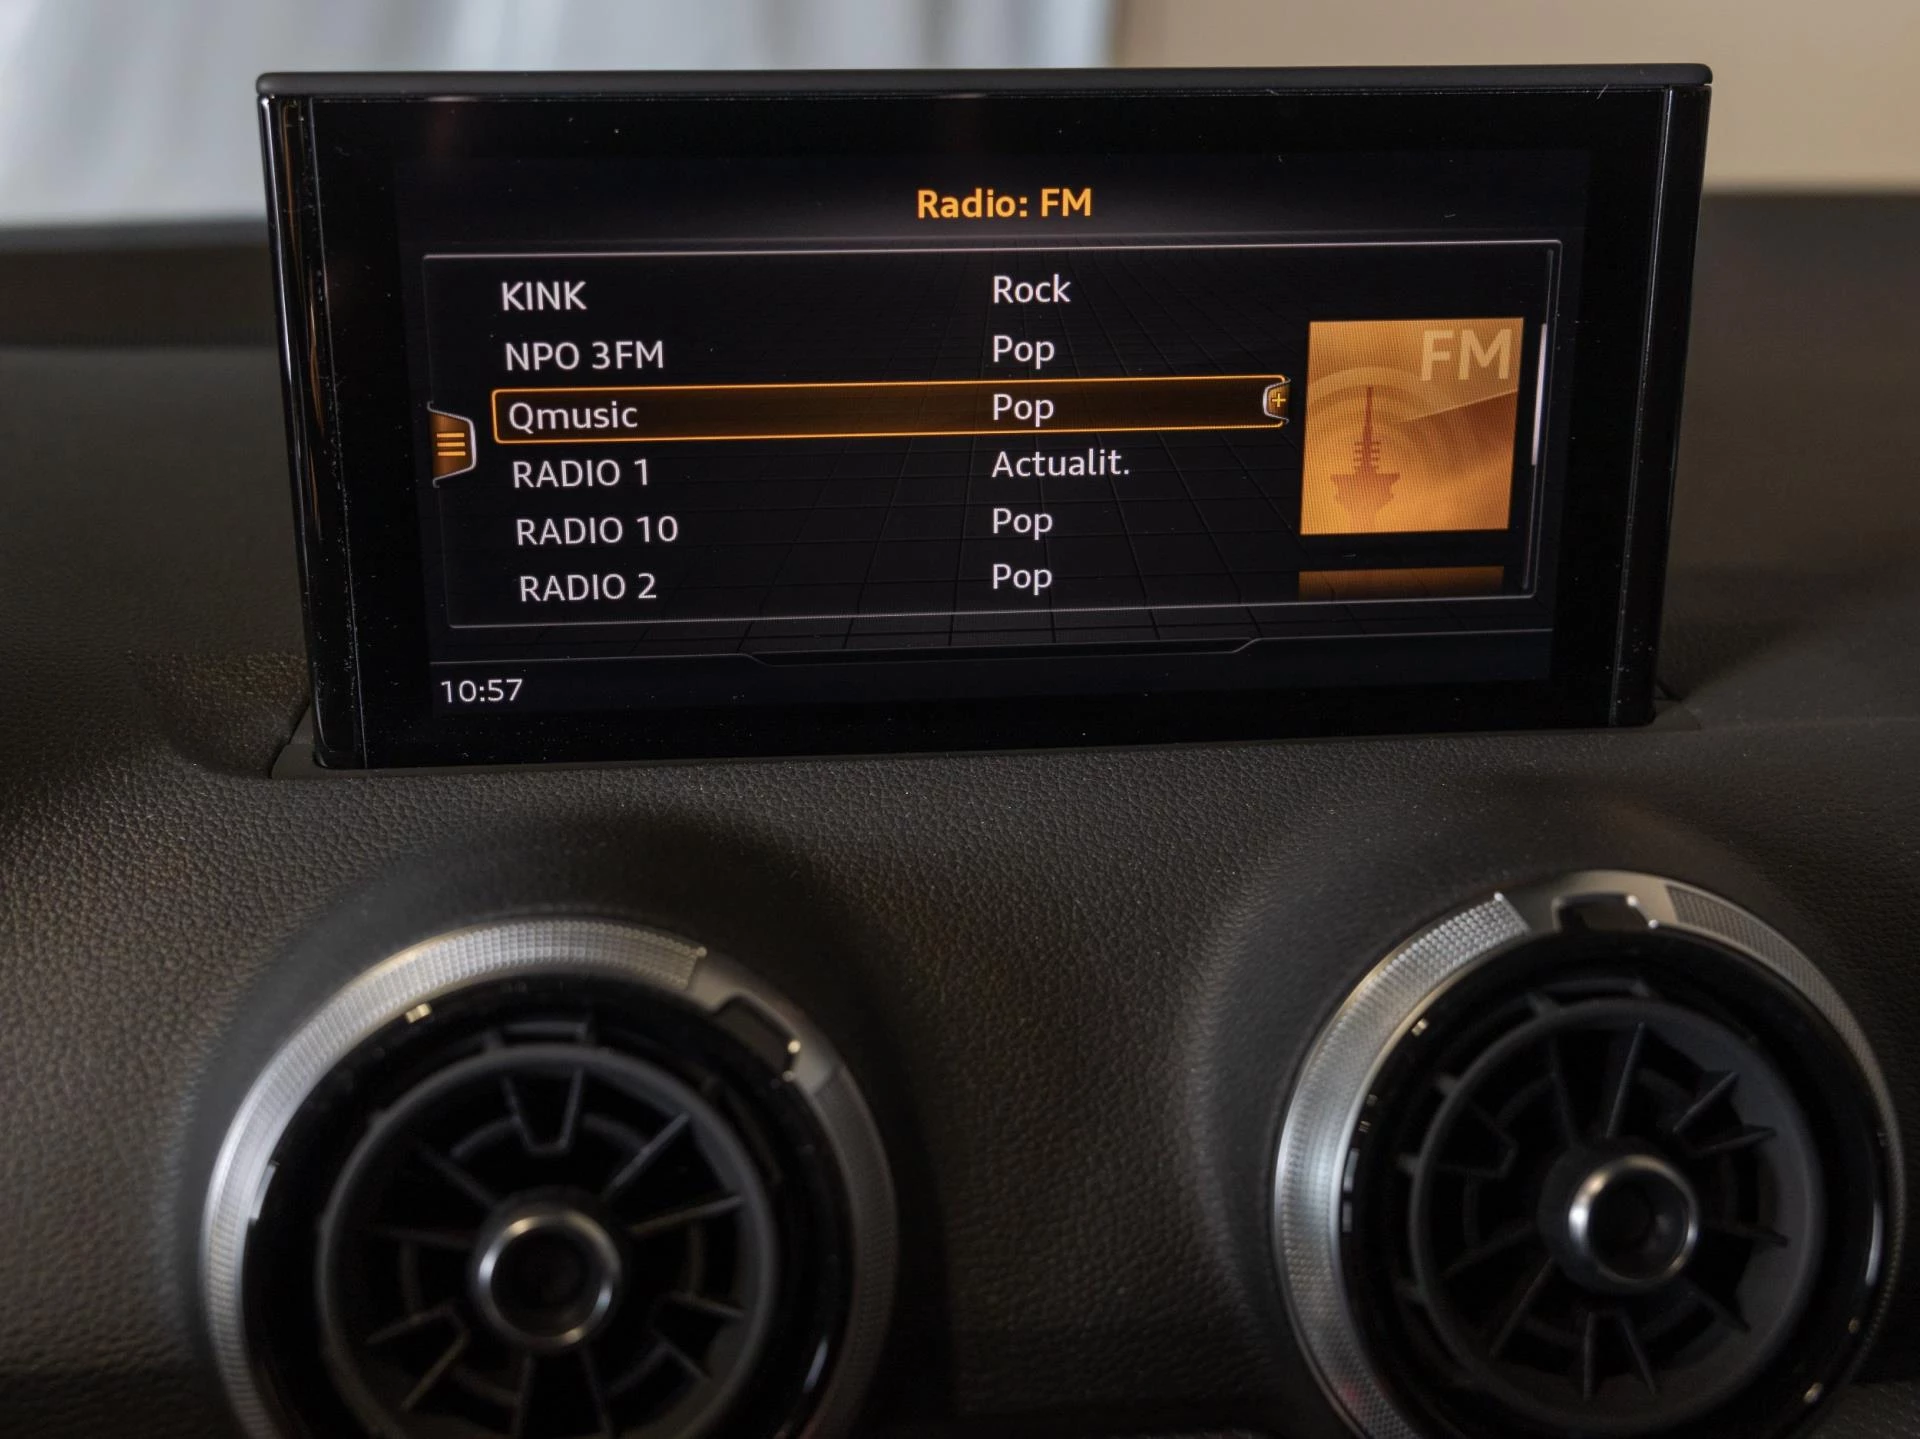 Radio: FM
KINK Rock
NPO 3FM Pop
Qmusic Pop
RADIO 1 Actualit.
RADIO 10 Pop
RADIO 2 Pop
FM
10:57